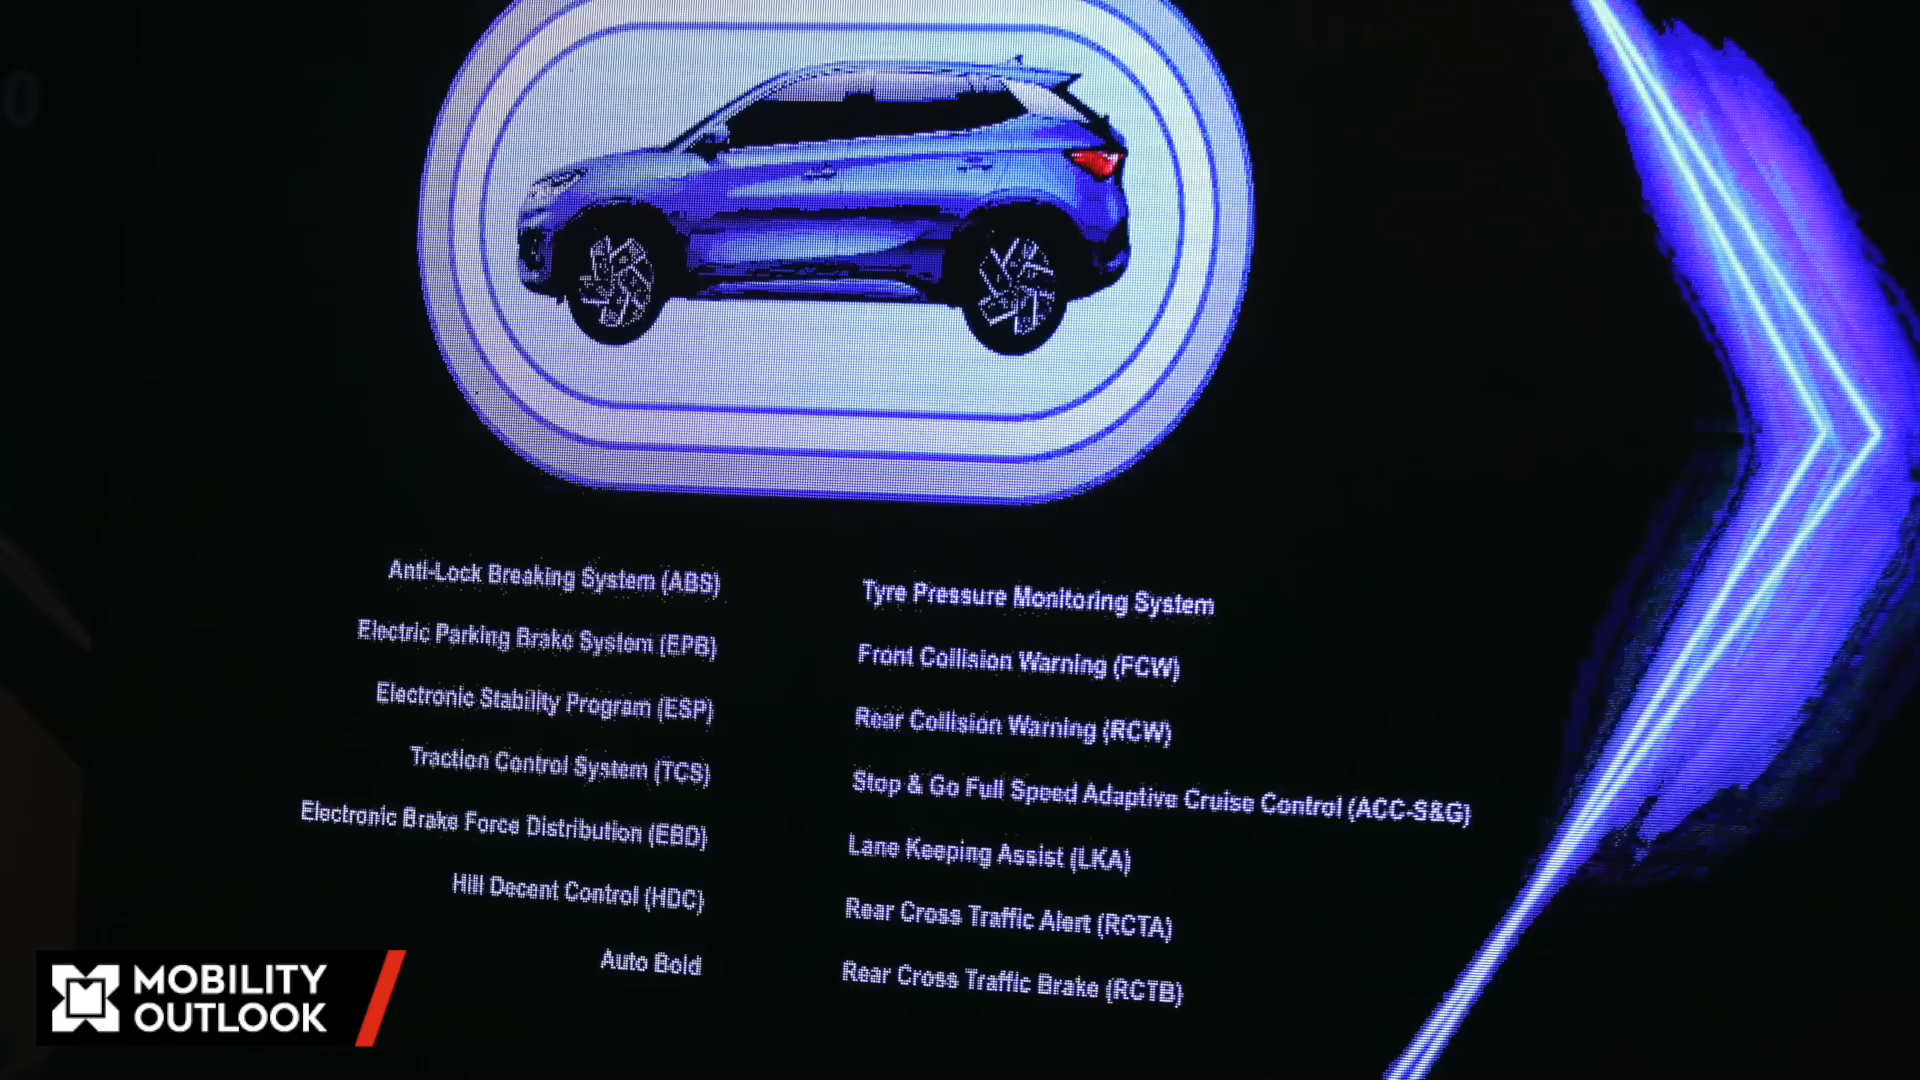 Anti-Lock Breaking System (ABS)
Electric Parking Brake System (EPB)
Electronic Stability Program (ESP)
Traction Control System (TCS)
Electronic Brake Force Distribution (EBD)
Hill Decent Control (HDC)
Auto Bold
Tyre Pressure Monitoring System
Front Collision Warning (FCW)
Rear Collision Warning (RCW)
Stop & Go Full Speed Adaptive Cruise Control (ACC-S&G)
Lane Keeping Assist (LKA)
Rear Cross Traffic Alert (RCTA)
Rear Cross Traffic Brake (RCTB)
MOBILITY
OUTLOOK